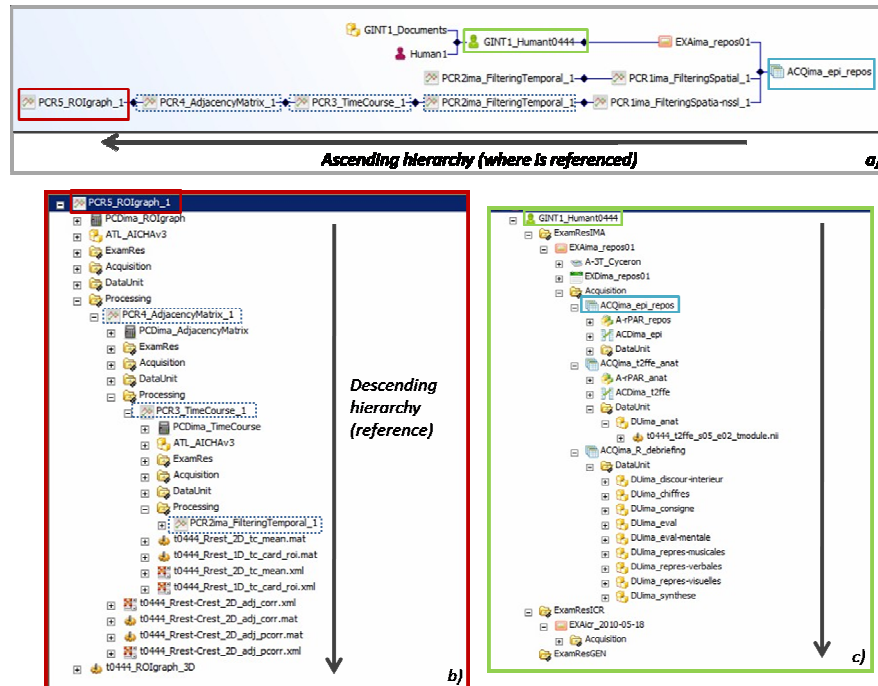 GINT1_Documents
GINT1_Humant0444
EXAima_repos01
Human1
ACQima_epi_repos
PCR2ima_FilteringTemporal_1
PCR1ima_FilteringSpatial_1
PCR5_ROIgraph_1
PCR4_AdjacencyMatrix_1
PCR3_TimeCourse_1
PCR2ima_FilteringTemporal_1
PCR1ima_FilteringSpatia-nssl_1
Ascending hierarchy (where is referenced)
a)
PCR5_ROIgraph_1
PCDima_ROIgraph
ATL_AICHAv3
ExamRes
Acquisition
DataUnit
Processing
PCR4_AdjacencyMatrix_1
PCDima_AdjacencyMatrix
ExamRes
Acquisition
DataUnit
Processing
PCR3_TimeCourse_1
PCDima_TimeCourse
ATL_AICHAv3
ExamRes
Acquisition
DataUnit
Processing
PCR2ima_FilteringTemporal_1
t0444_Rrest_2D_tc_mean.mat
t0444_Rrest_1D_tc_card_roi.mat
t0444_Rrest_2D_tc_mean.xml
t0444_Rrest_1D_tc_card_roi.xml
t0444_Rrest-Crest_2D_adj_corr.xml
t0444_Rrest-Crest_2D_adj_corr.mat
t0444_Rrest-Crest_2D_adj_pcorr.mat
t0444_Rrest-Crest_2D_adj_pcorr.xml
t0444_ROIgraph_3D
Descending
hierarchy
(reference)
b)
GINT1_Humant0444
ExamResIMA
EXAima_repos01
A-3T_Cyceron
EXDima_repos01
Acquisition
ACQima_epi_repos
A-rPAR_repos
ACDima_epi
DataUnit
ACQima_t2ffe_anat
A-rPAR_anat
ACDima_t2ffe
DataUnit
DUima_anat
t0444_t2ffe_s05_e02_tmodule.nii
ACQima_R_debriefing
DataUnit
DUima_discour-interieur
DUima_chiffres
DUima_consigne
DUima_eval
DUima_eval-mentale
DUima_repres-musicales
DUima_repres-verbales
DUima_repres-visuelles
DUima_synthese
ExamResICR
EXAicr_2010-05-18
Acquisition
ExamResGEN
c)